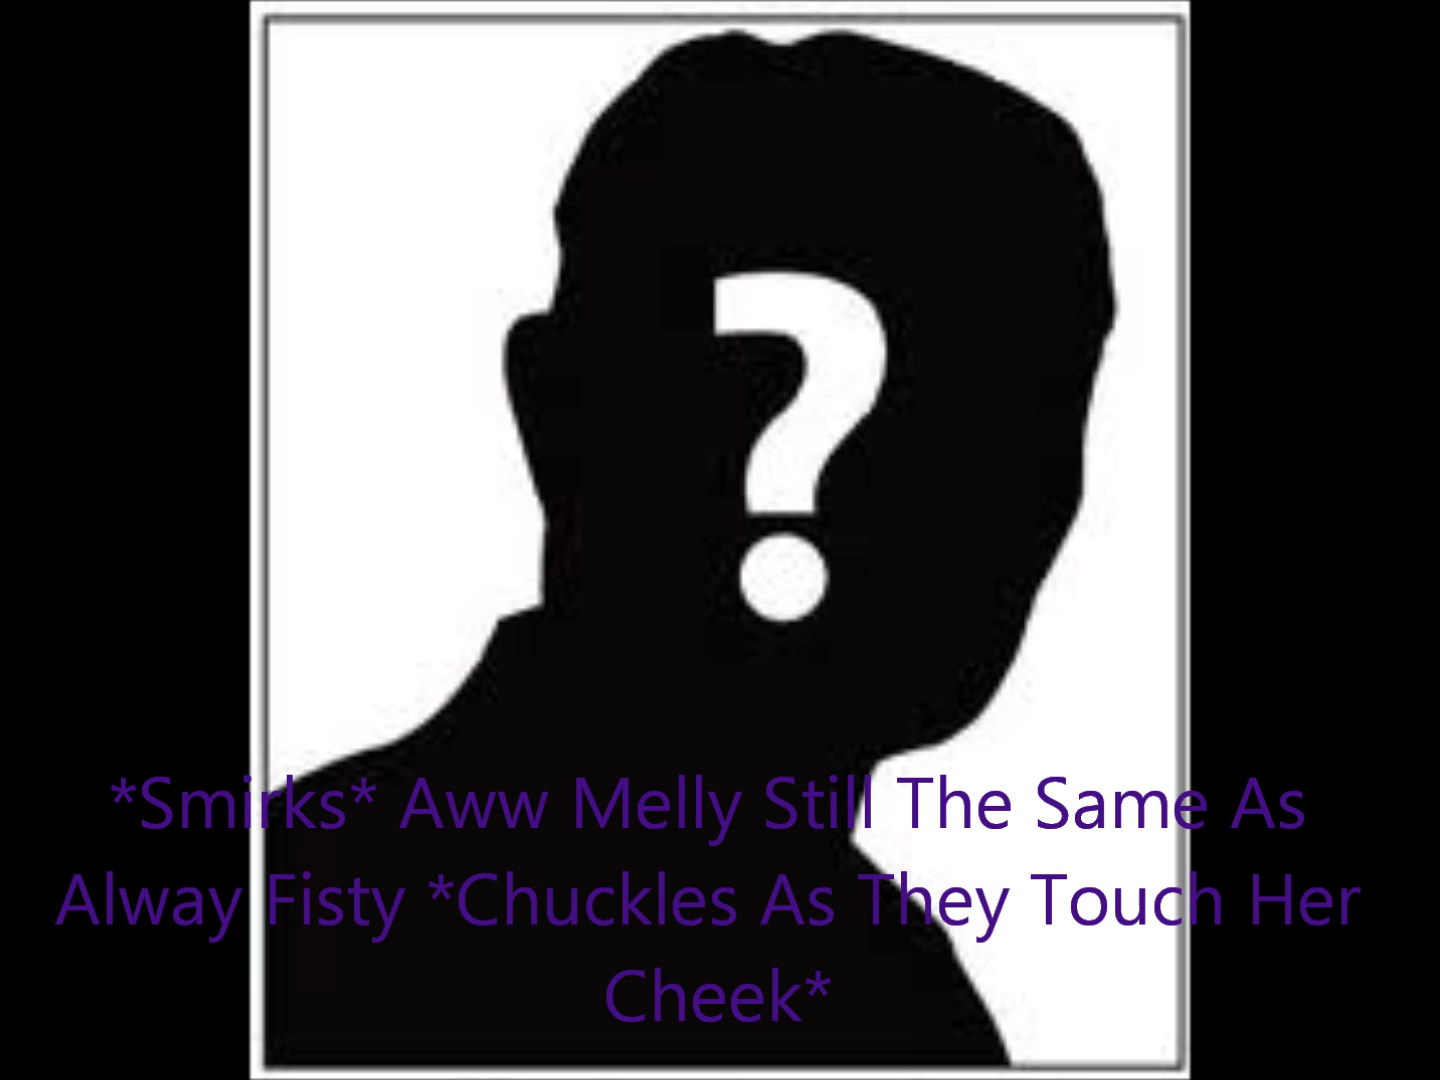 ?
*Smirks* Aww Melly Still The Same As
Alway Fisty *Chuckles As They Touch Her
Cheek*